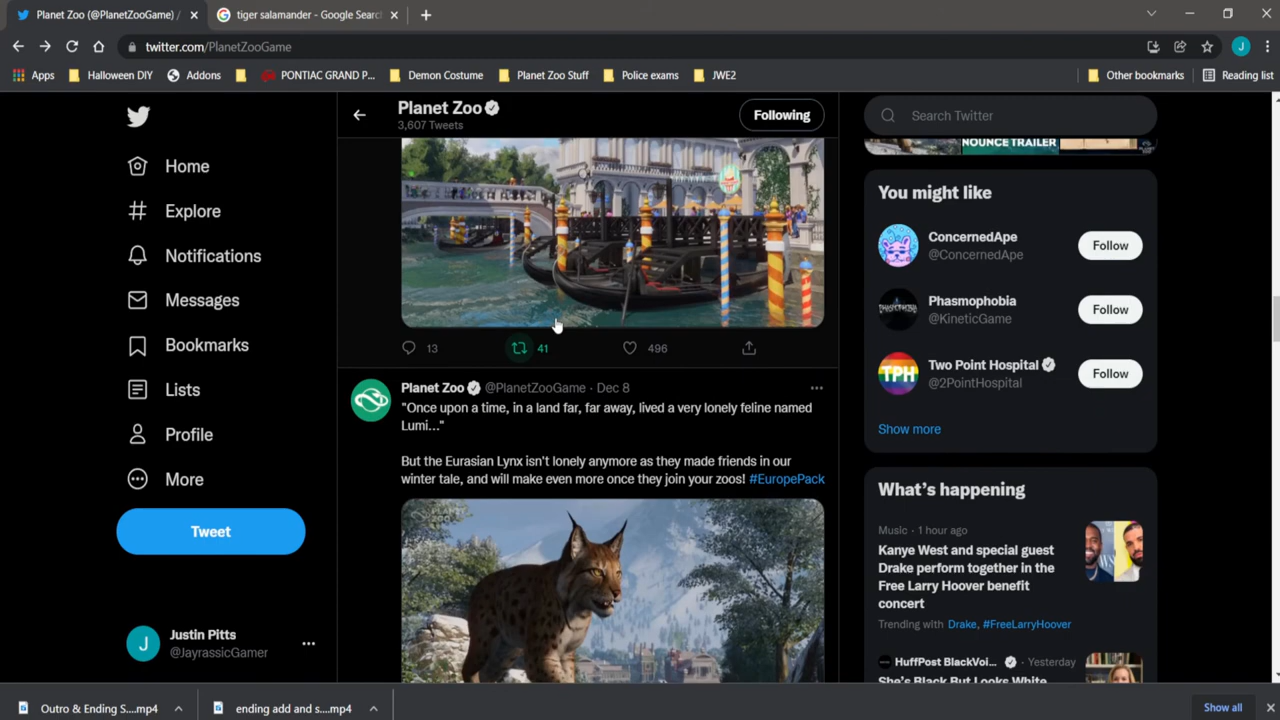 Planet Zoo (@PlanetZooGame) /
tiger salamander - Google Searc
twitter.com/PlanetZooGame
J
Apps
Halloween DIY
Addons
PONTIAC GRAND P...
Demon Costume
Planet Zoo Stuff
Police exams
JWE2
Other bookmarks
Reading list
Home
Explore
Notifications
Messages
Bookmarks
Lists
Profile
More
Tweet
J
Justin Pitts
@JayrassicGamer
Planet Zoo
3,607 Tweets
Following
13
41
496
Planet Zoo @PlanetZooGame · Dec 8
"Once upon a time, in a land far, far away, lived a very lonely feline named
Lumi..."
But the Eurasian Lynx isn't lonely anymore as they made friends in our
winter tale, and will make even more once they join your zoos! #EuropePack
Search Twitter
NOUNCE TRAILER
You might like
ConcernedApe
@ConcernedApe
Follow
Phasmophobia
@KineticGame
Follow
TPH
Two Point Hospital
@2PointHospital
Follow
Show more
What's happening
Music · 1 hour ago
Kanye West and special guest
Drake perform together in the
Free Larry Hoover benefit
concert
Trending with Drake, #FreeLarryHoover
HuffPost BlackVoi... · Yesterday
She's Black But Looks White
Outro & Ending S....mp4
ending add and s....mp4
Show all